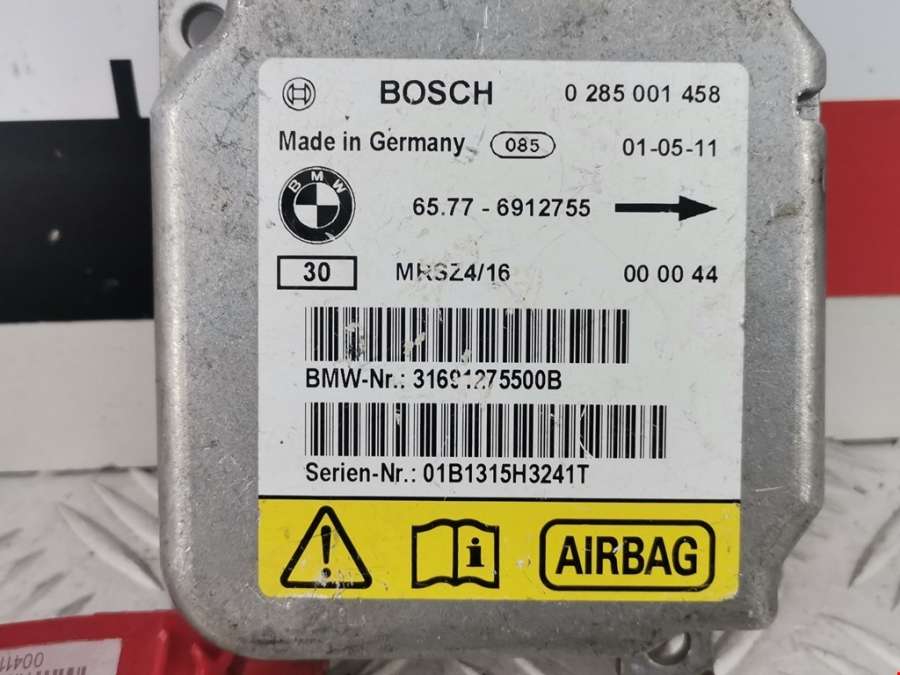 BOSCH 0 285 001 458
Made in Germany 085 01-05-11
BMW
65.77 - 6912755
30 MRSZ4/16 00 00 44
BMW-Nr.: 31691275500B
Serien-Nr.: 01B1315H3241T
i AIRBAG